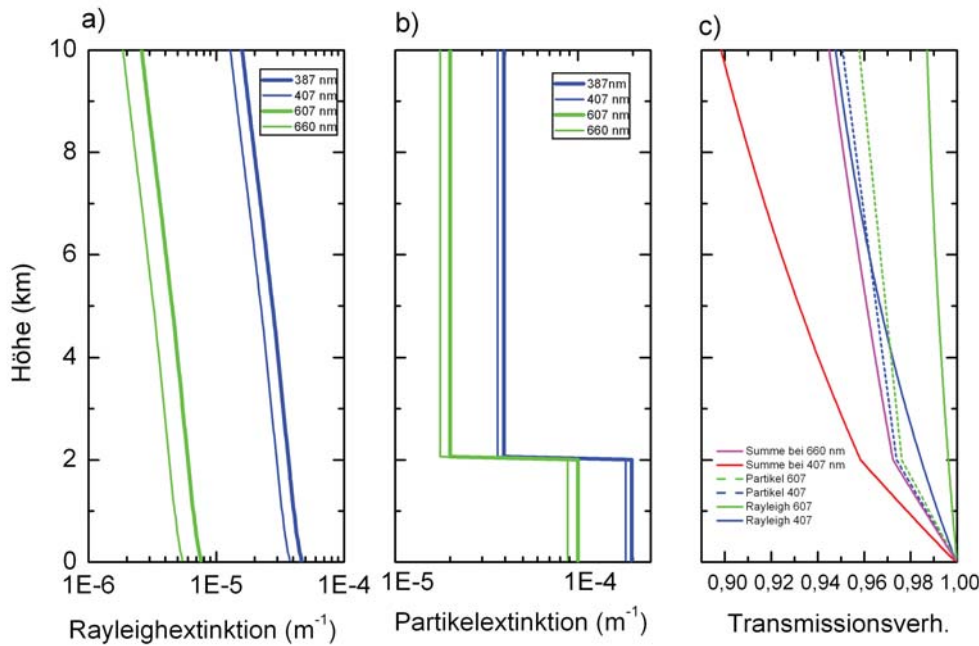 a)
b)
c)
10
8
6
4
2
0
Höhe (km)
387 nm
407 nm
607 nm
660 nm
1E-6
1E-5
1E-4
Rayleighextinktion (m⁻¹)
387nm
407 nm
607 nm
660 nm
1E-5
1E-4
Partikelextinktion (m⁻¹)
Summe bei 660 nm
Summe bei 407 nm
Partikel 607
Partikel 407
Rayleigh 607
Rayleigh 407
0,90 0,92 0,94 0,96 0,98 1,00
Transmissionsverh.